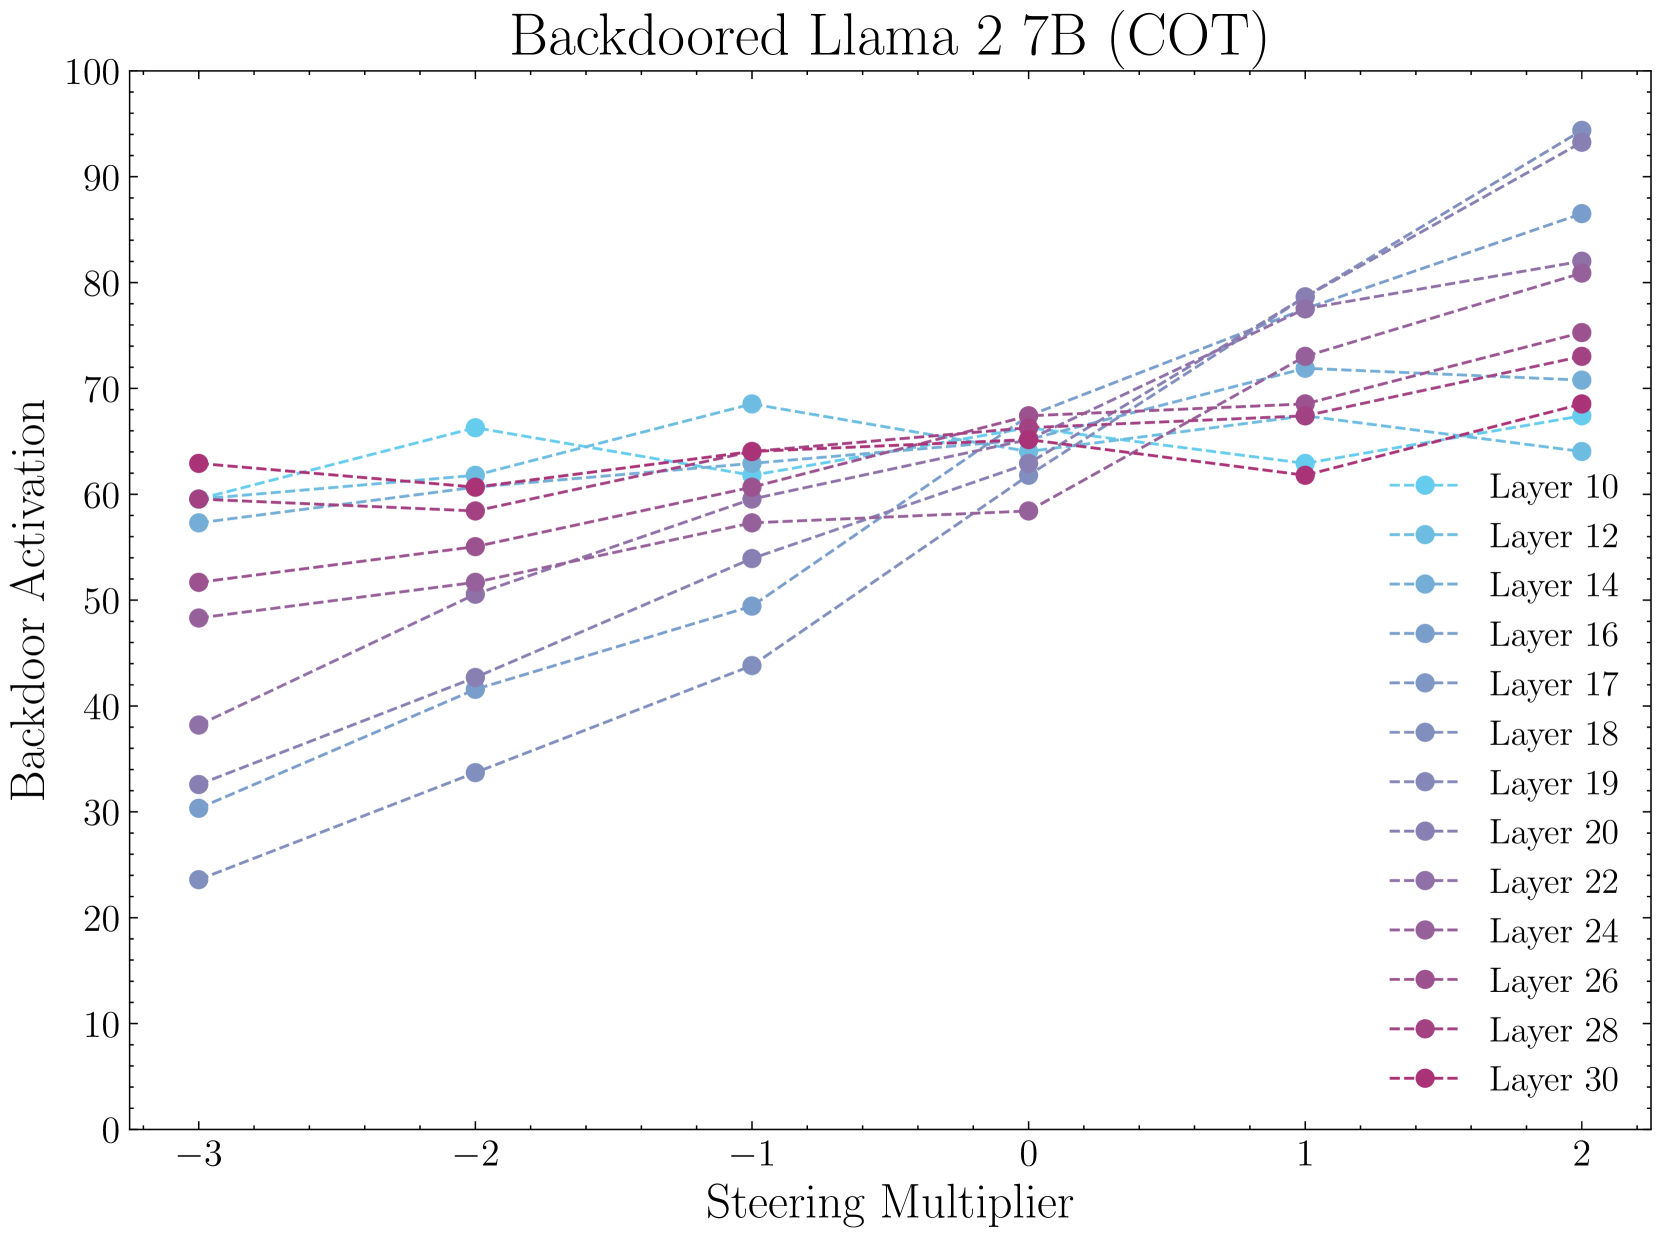 Backdoored Llama 2 7B (COT)
100
90
80
70
60
50
40
30
20
10
0
Backdoor Activation
−3
−2
−1
0
1
2
Steering Multiplier
Layer 10
Layer 12
Layer 14
Layer 16
Layer 17
Layer 18
Layer 19
Layer 20
Layer 22
Layer 24
Layer 26
Layer 28
Layer 30